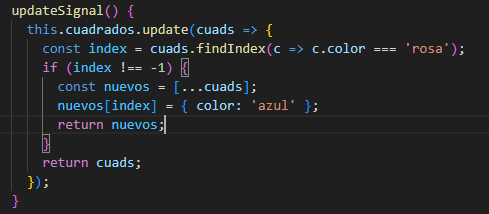 updateSignal() {
  this.cuadrados.update(cuads => {
    const index = cuads.findIndex(c => c.color === 'rosa');
    if (index !== -1) {
      const nuevos = [...cuads];
      nuevos[index] = { color: 'azul' };
      return nuevos;
    }
    return cuads;
  });
}